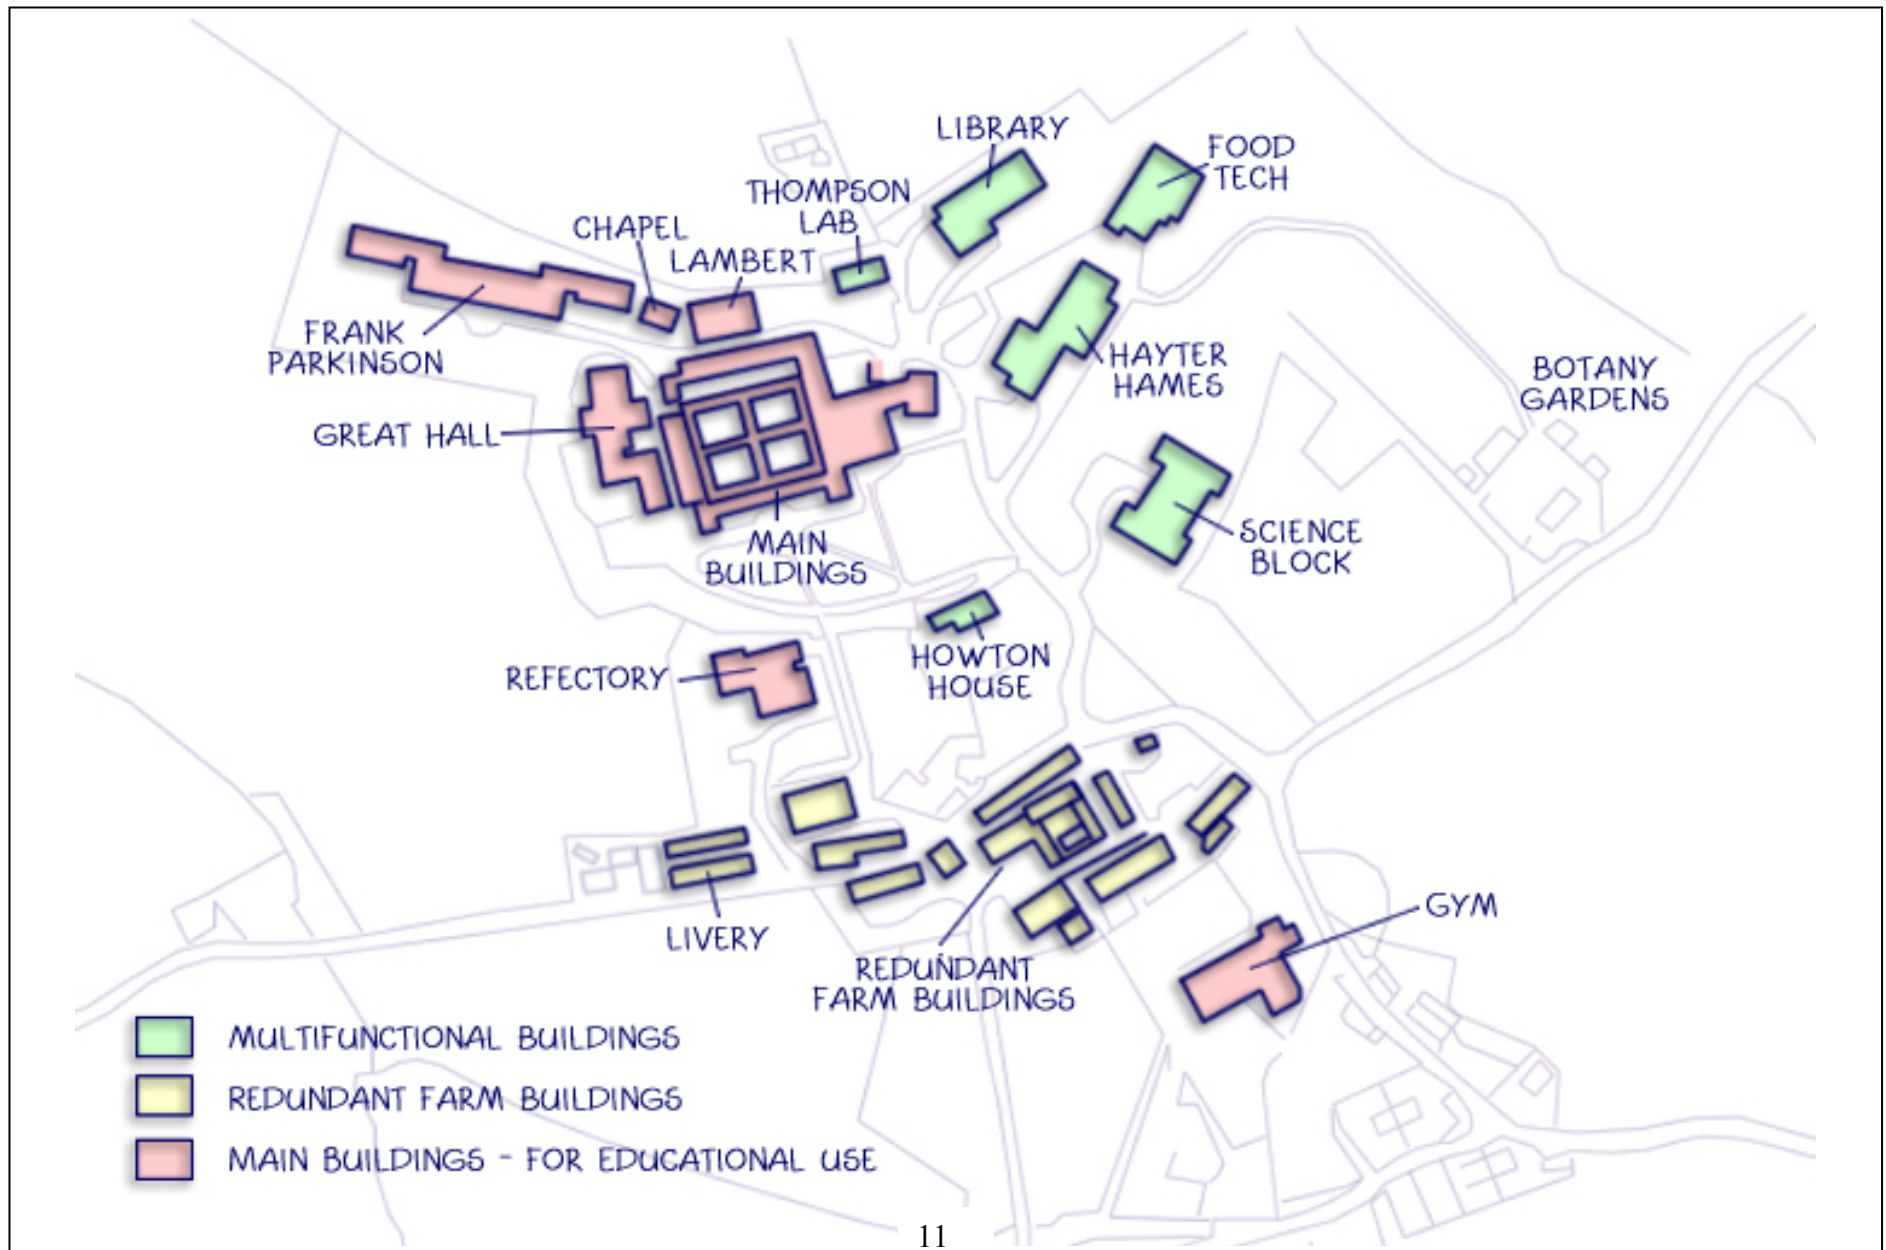 LIBRARY
FOOD
TECH
THOMPSON
LAB
CHAPEL
LAMBERT
FRANK
PARKINSON
HAYTER
HAMES
BOTANY
GARDENS
GREAT HALL
MAIN
BUILDINGS
SCIENCE
BLOCK
HOWTON
HOUSE
REFECTORY
GYM
LIVERY
REDUNDANT
FARM BUILDINGS
MULTIFUNCTIONAL BUILDINGS
REDUNDANT FARM BUILDINGS
MAIN BUILDINGS - FOR EDUCATIONAL USE
11